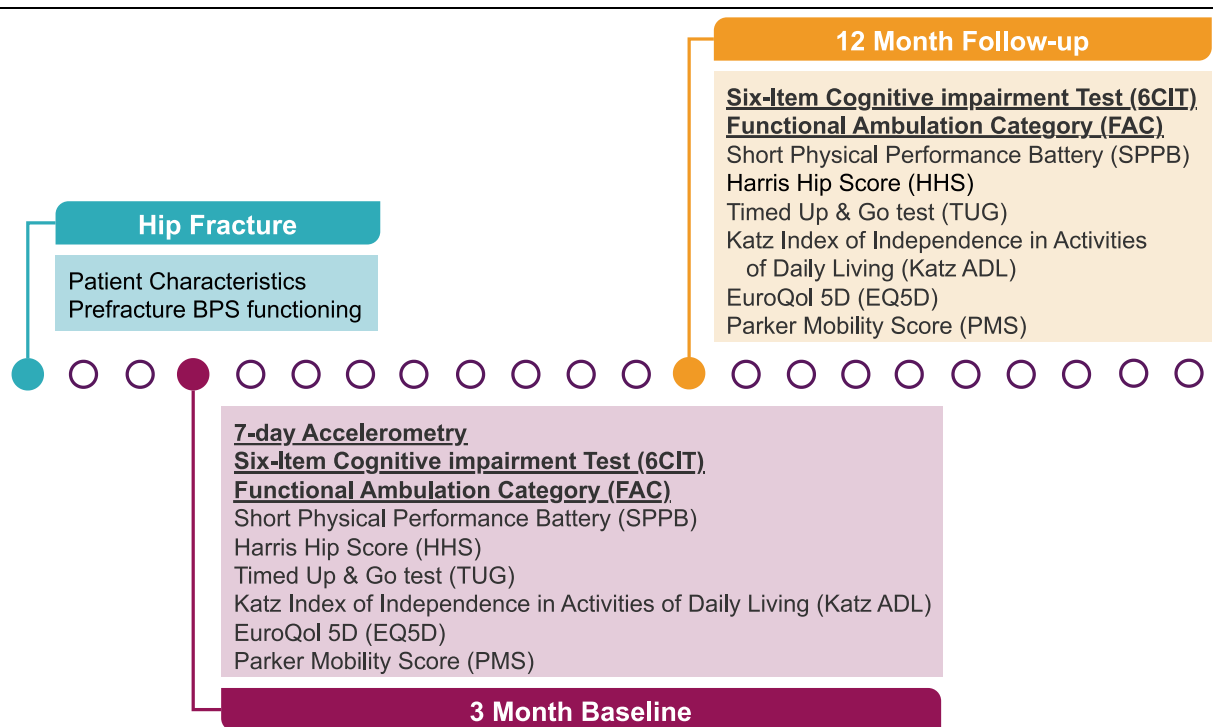 12 Month Follow-up
Six-Item Cognitive impairment Test (6CIT)
Functional Ambulation Category (FAC)
Short Physical Performance Battery (SPPB)
Harris Hip Score (HHS)
Timed Up & Go test (TUG)
Katz Index of Independence in Activities
of Daily Living (Katz ADL)
EuroQol 5D (EQ5D)
Parker Mobility Score (PMS)
Hip Fracture
Patient Characteristics
Prefracture BPS functioning
7-day Accelerometry
Six-Item Cognitive impairment Test (6CIT)
Functional Ambulation Category (FAC)
Short Physical Performance Battery (SPPB)
Harris Hip Score (HHS)
Timed Up & Go test (TUG)
Katz Index of Independence in Activities of Daily Living (Katz ADL)
EuroQol 5D (EQ5D)
Parker Mobility Score (PMS)
3 Month Baseline